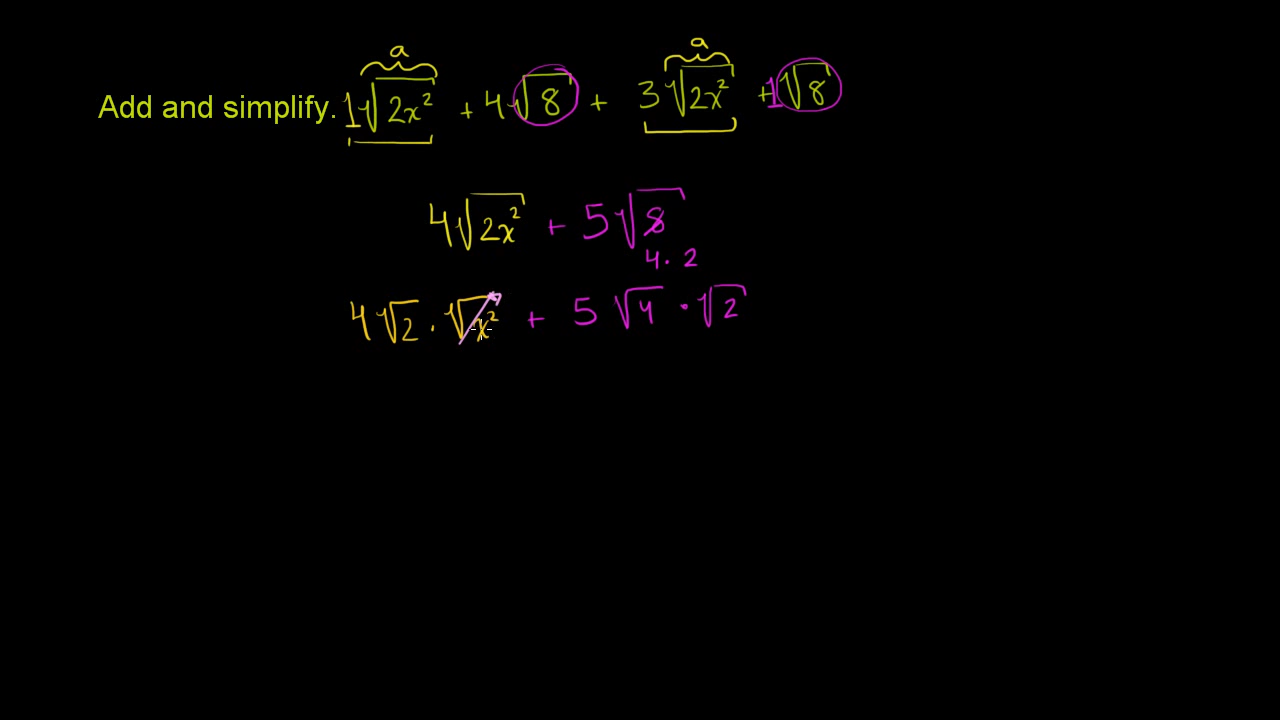 a a
Add and simplify. 1√2x² + 4√8 + 3√2x² + 1√8
4√2x² + 5√8
4 · 2
4√2 · √x² + 5 √4 · √2